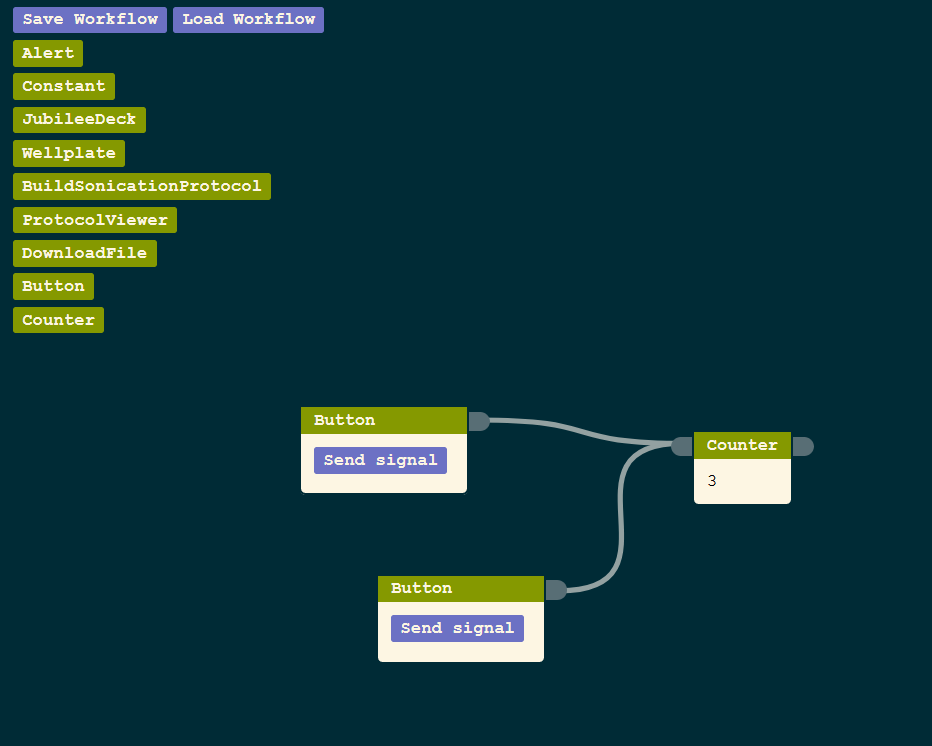 Save Workflow Load Workflow
Alert
Constant
JubileeDeck
Wellplate
BuildSonicationProtocol
ProtocolViewer
DownloadFile
Button
Counter
Button
Send signal
Counter
3
Button
Send signal